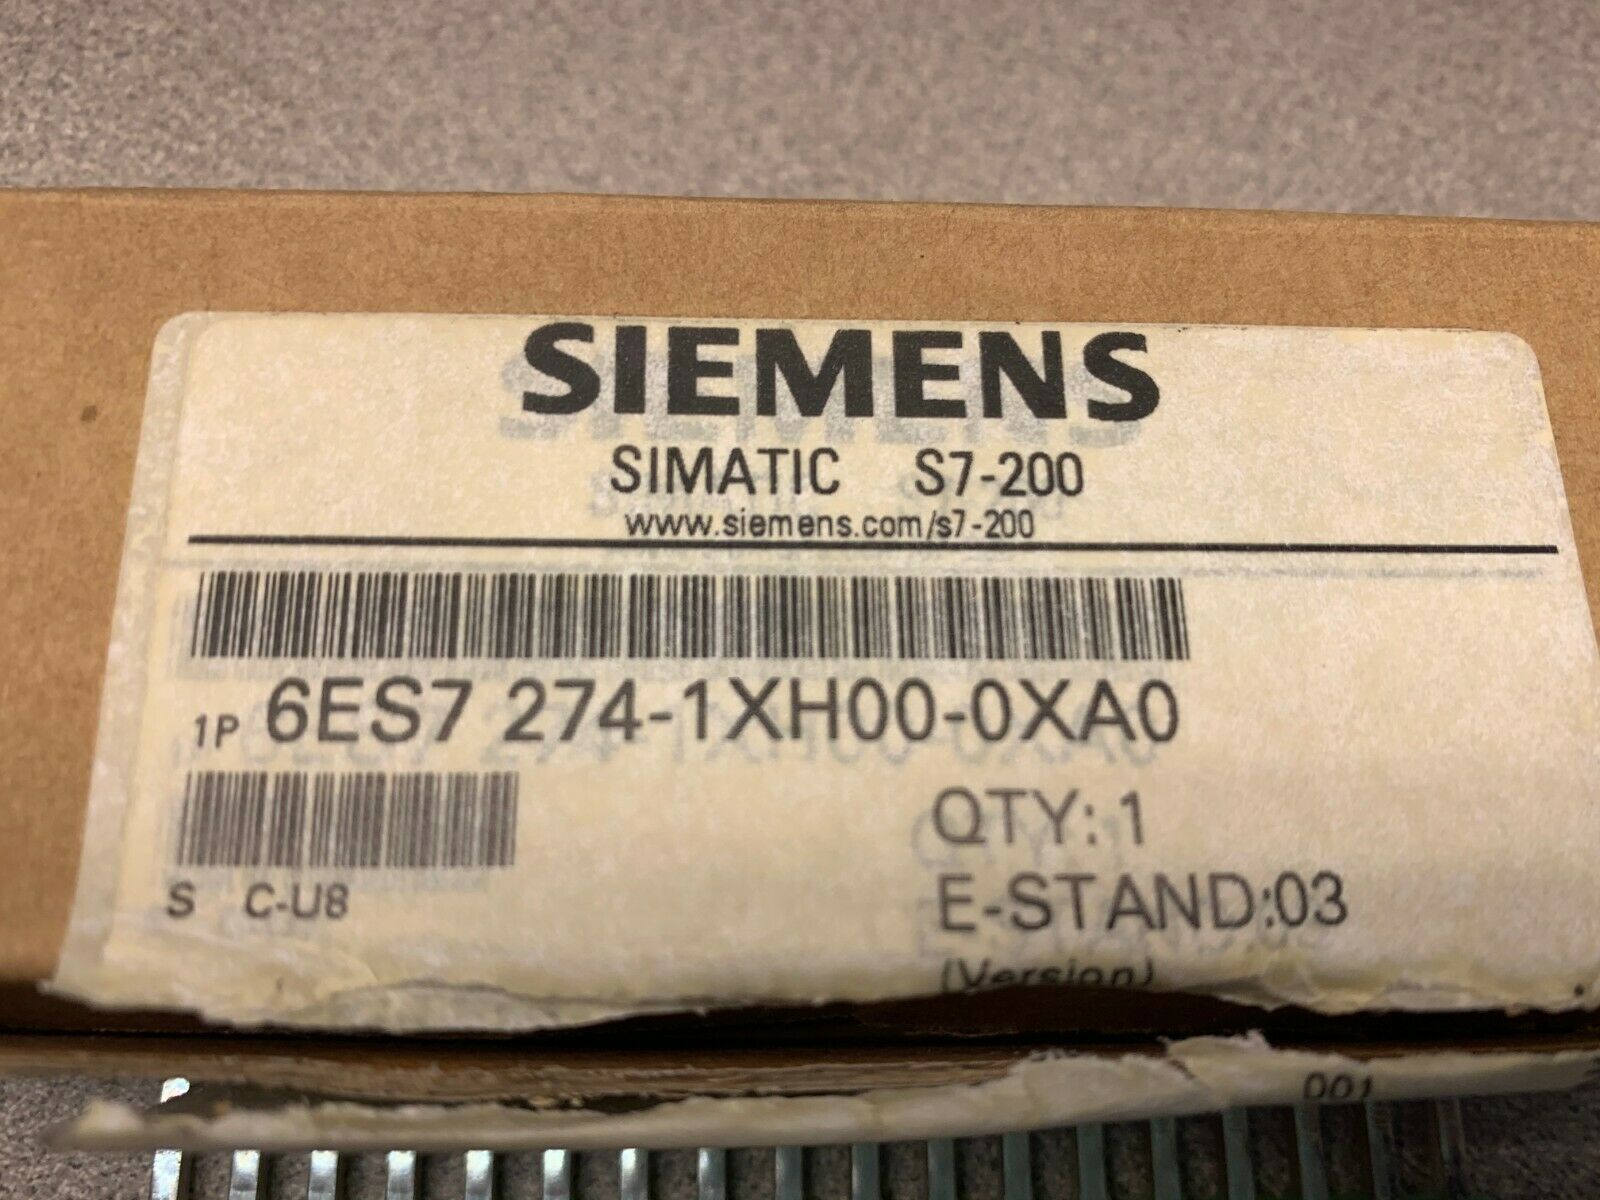 SIEMENS
SIMATIC S7-200
www.siemens.com/s7-200
1P 6ES7 274-1XH00-0XA0
QTY: 1
S C-U8
E-STAND:03
(Version)
001